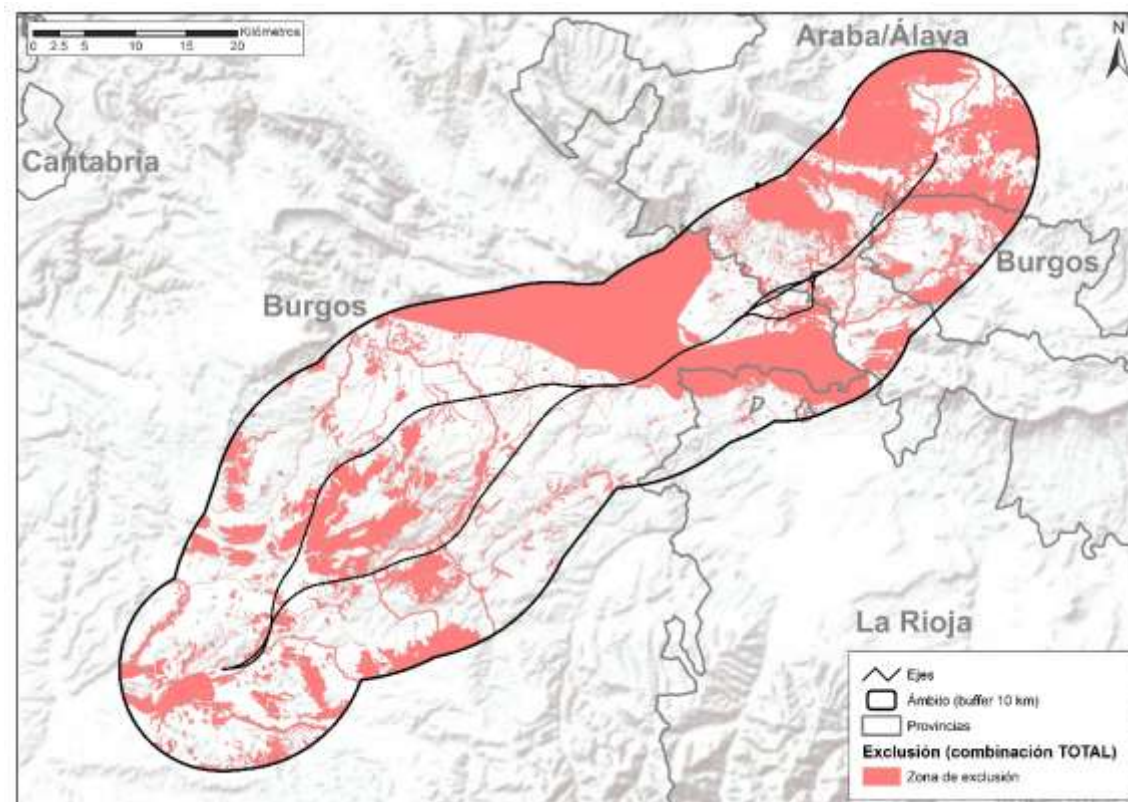 Kilómetros
0 2.5 5 10 15 20
Araba/Álava
N
Cantabria
Burgos
Burgos
La Rioja
Ejes
Ámbito (buffer 10 km)
Provincias
Exclusión (combinación TOTAL)
Zona de exclusión